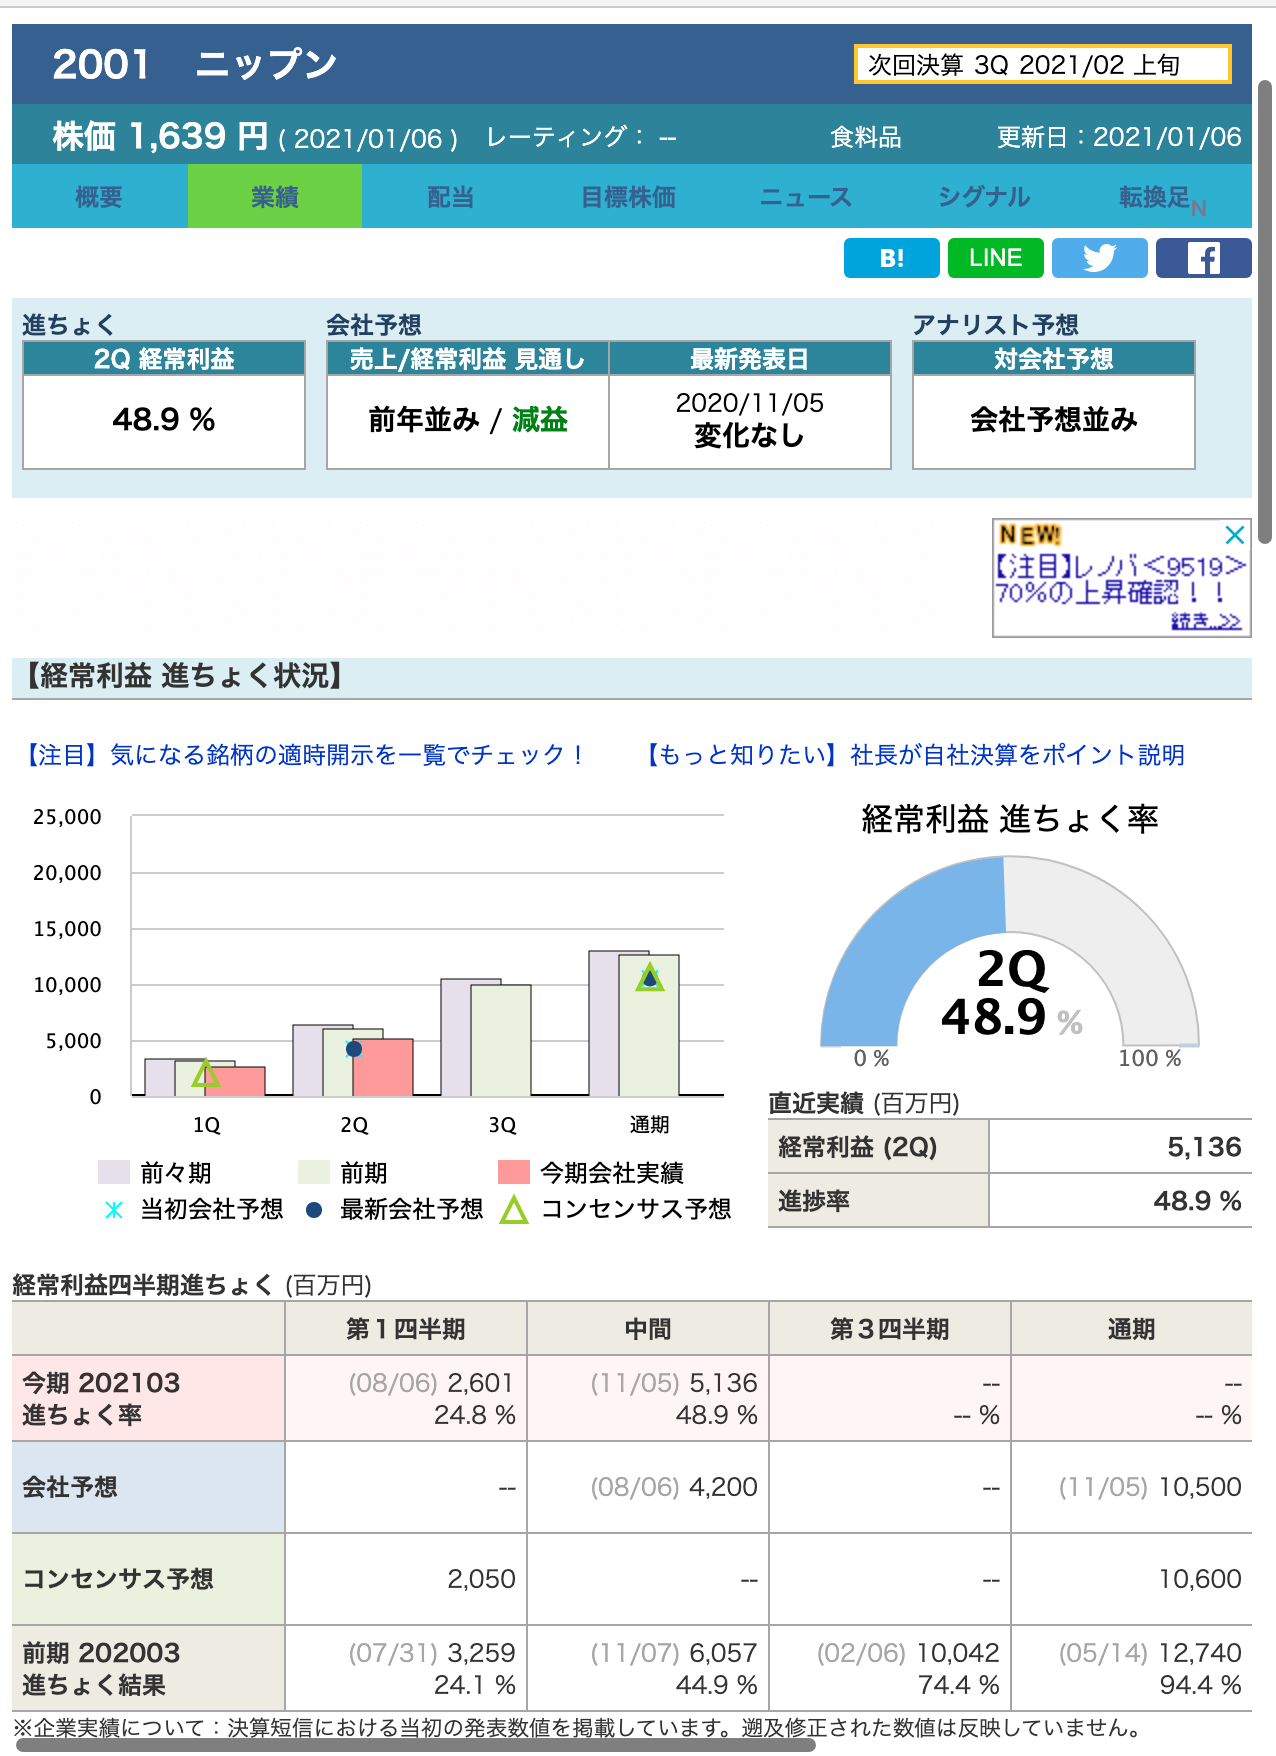 2001 ニップン
次回決算 3Q 2021/02 上旬
株価 1,639 円 ( 2021/01/06 ) レーティング： -- 食料品 更新日：2021/01/06
概要 業績 配当 目標株価 ニュース シグナル 転換足N
B! LINE
進ちょく 会社予想 アナリスト予想
2Q 経常利益 売上/経常利益 見通し 最新発表日 対会社予想
48.9 % 前年並み / 減益 2020/11/05 会社予想並み
変化なし
NEW!
【注目】レノバ<9519>
70%の上昇確認！！
続き..>>
【経常利益 進ちょく状況】
【注目】気になる銘柄の適時開示を一覧でチェック！ 【もっと知りたい】社長が自社決算をポイント説明
25,000
20,000
15,000
10,000
5,000
0
1Q 2Q 3Q 通期
前々期 前期 今期会社実績
当初会社予想 最新会社予想 コンセンサス予想
経常利益 進ちょく率
2Q
48.9 %
0 % 100 %
直近実績 (百万円)
経常利益 (2Q) 5,136
進捗率 48.9 %
経常利益四半期進ちょく (百万円)
第１四半期 中間 第３四半期 通期
今期 202103 (08/06) 2,601 (11/05) 5,136 -- --
進ちょく率 24.8 % 48.9 % -- % -- %
会社予想 -- (08/06) 4,200 -- (11/05) 10,500
コンセンサス予想 2,050 -- -- 10,600
前期 202003 (07/31) 3,259 (11/07) 6,057 (02/06) 10,042 (05/14) 12,740
進ちょく結果 24.1 % 44.9 % 74.4 % 94.4 %
※企業実績について：決算短信における当初の発表数値を掲載しています。遡及修正された数値は反映していません。